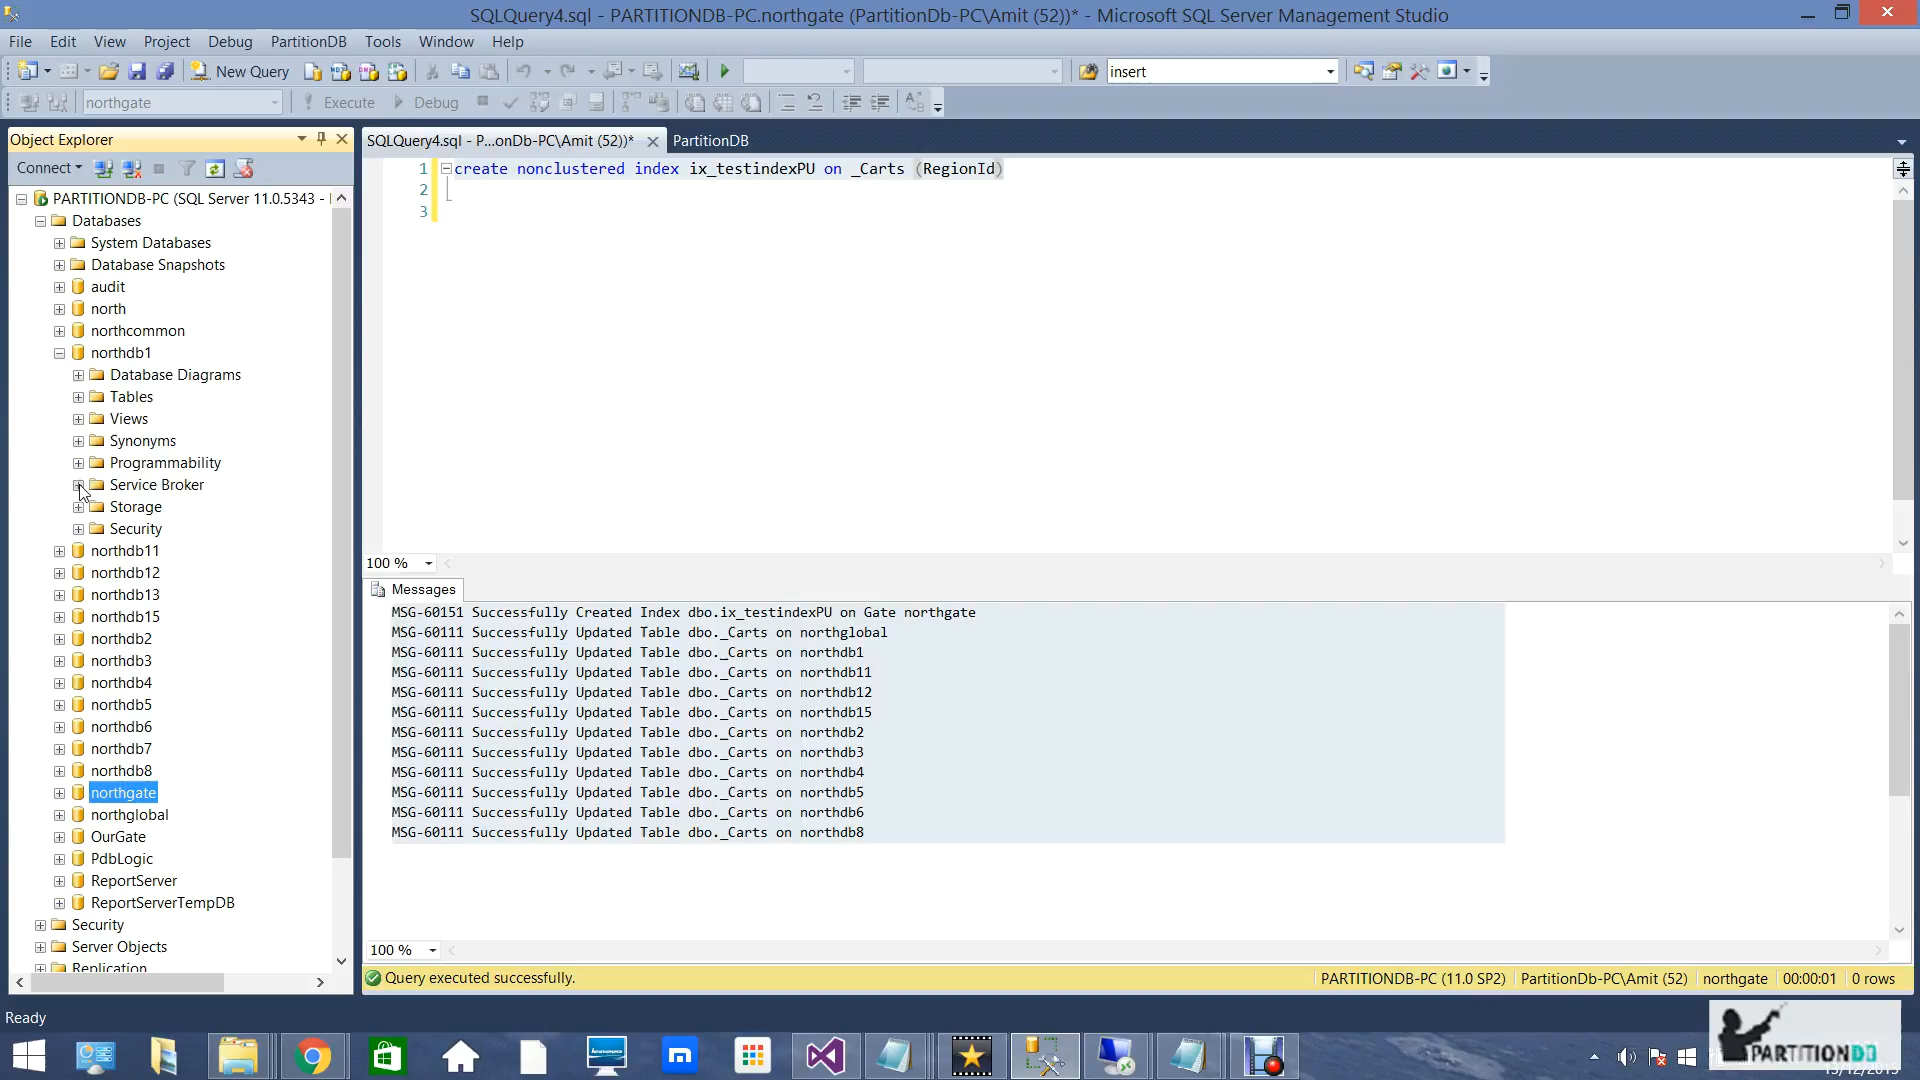 SQLQuery4.sql - PARTITIONDB-PC.northgate (PartitionDb-PC\Amit (52))* - Microsoft SQL Server Management Studio
File Edit View Project Debug PartitionDB Tools Window Help
New Query insert
northgate Execute Debug
Object Explorer
Connect
PARTITIONDB-PC (SQL Server 11.0.5343 -
Databases
System Databases
Database Snapshots
audit
north
northcommon
northdb1
Database Diagrams
Tables
Views
Synonyms
Programmability
Service Broker
Storage
Security
northdb11
northdb12
northdb13
northdb15
northdb2
northdb3
northdb4
northdb5
northdb6
northdb7
northdb8
northgate
northglobal
OurGate
PdbLogic
ReportServer
ReportServerTempDB
Security
Server Objects
Replication
SQLQuery4.sql - P...onDb-PC\Amit (52))* PartitionDB
1 create nonclustered index ix_testindexPU on _Carts (RegionId)
2
3
100 %
Messages
MSG-60151 Successfully Created Index dbo.ix_testindexPU on Gate northgate
MSG-60111 Successfully Updated Table dbo._Carts on northglobal
MSG-60111 Successfully Updated Table dbo._Carts on northdb1
MSG-60111 Successfully Updated Table dbo._Carts on northdb11
MSG-60111 Successfully Updated Table dbo._Carts on northdb12
MSG-60111 Successfully Updated Table dbo._Carts on northdb15
MSG-60111 Successfully Updated Table dbo._Carts on northdb2
MSG-60111 Successfully Updated Table dbo._Carts on northdb3
MSG-60111 Successfully Updated Table dbo._Carts on northdb4
MSG-60111 Successfully Updated Table dbo._Carts on northdb5
MSG-60111 Successfully Updated Table dbo._Carts on northdb6
MSG-60111 Successfully Updated Table dbo._Carts on northdb8
100 %
Query executed successfully. PARTITIONDB-PC (11.0 SP2) PartitionDb-PC\Amit (52) northgate 00:00:01 0 rows
Ready
PARTITIONDB